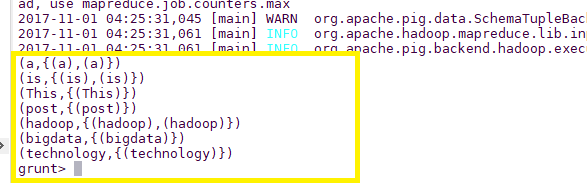 ad, use mapreduce.job.counters.max
2017-11-01 04:25:31,045 [main] WARN  org.apache.pig.data.SchemaTupleBac
2017-11-01 04:25:31,061 [main] INFO  org.apache.hadoop.mapreduce.lib.inp
2017-11-01 04:25:31,061 [main] INFO  org.apache.pig.backend.hadoop.exec
(a,{(a),(a)})
(is,{(is),(is)})
(This,{(This)})
(post,{(post)})
(hadoop,{(hadoop),(hadoop)})
(bigdata,{(bigdata)})
(technology,{(technology)})
grunt>